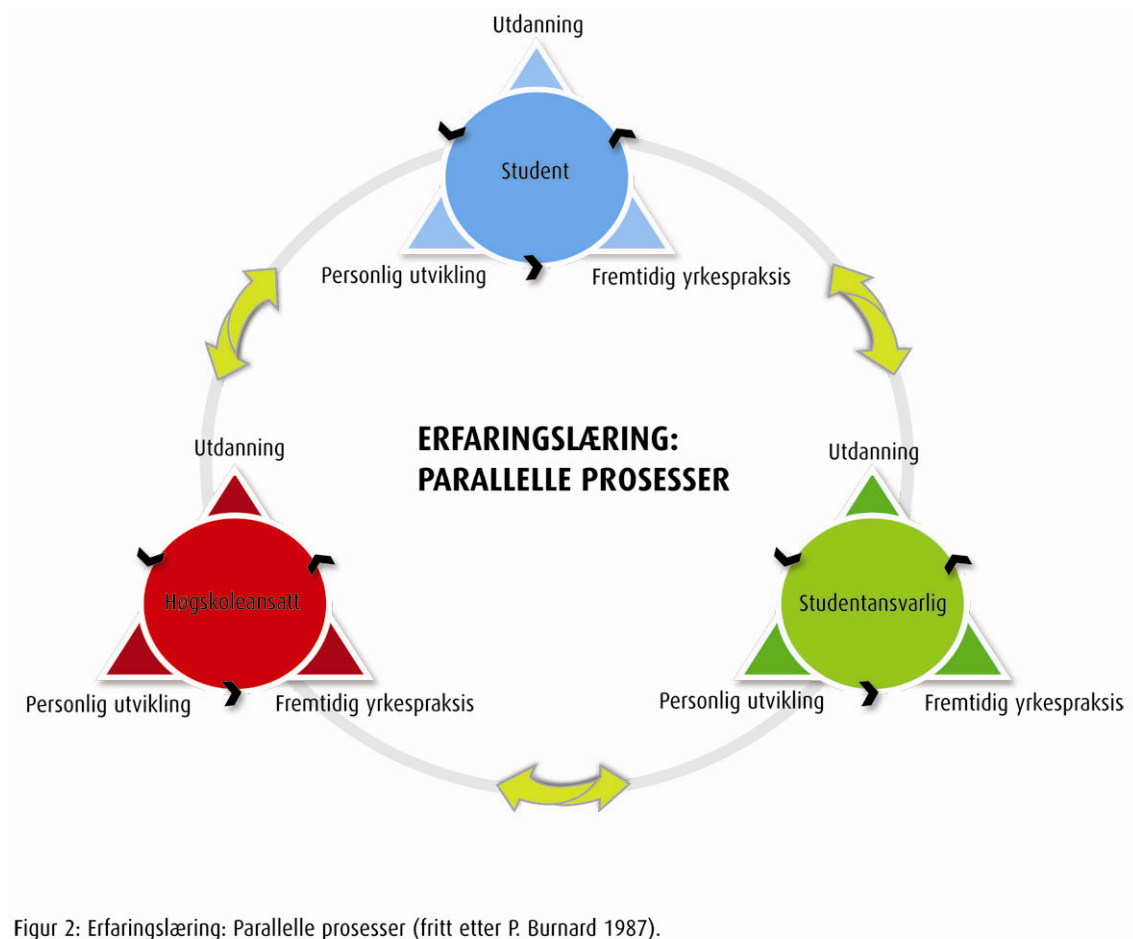 Utdanning
Student
Personlig utvikling
Fremtidig yrkespraksis
ERFARINGSLÆRING:
PARALLELLE PROSESSER
Utdanning
Høgskoleansatt
Personlig utvikling
Fremtidig yrkespraksis
Utdanning
Studentansvarlig
Personlig utvikling
Fremtidig yrkespraksis
Figur 2: Erfaringslæring: Parallelle prosesser (fritt etter P. Burnard 1987).